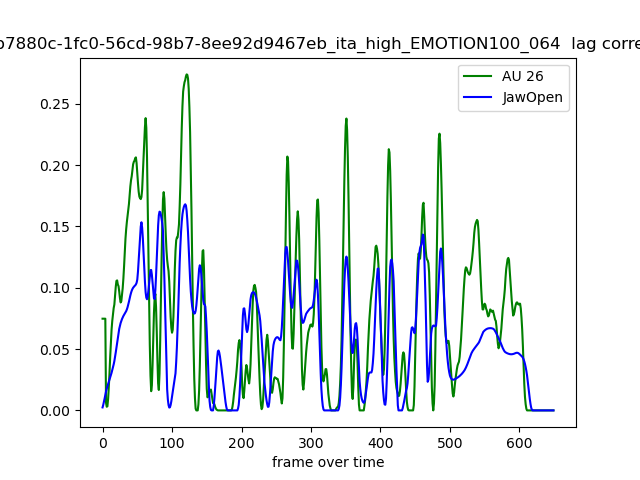 b7880c-1fc0-56cd-98b7-8ee92d9467eb_ita_high_EMOTION100_064 lag corre
AU 26
JawOpen
0.25
0.20
0.15
0.10
0.05
0.00
0 100 200 300 400 500 600
frame over time